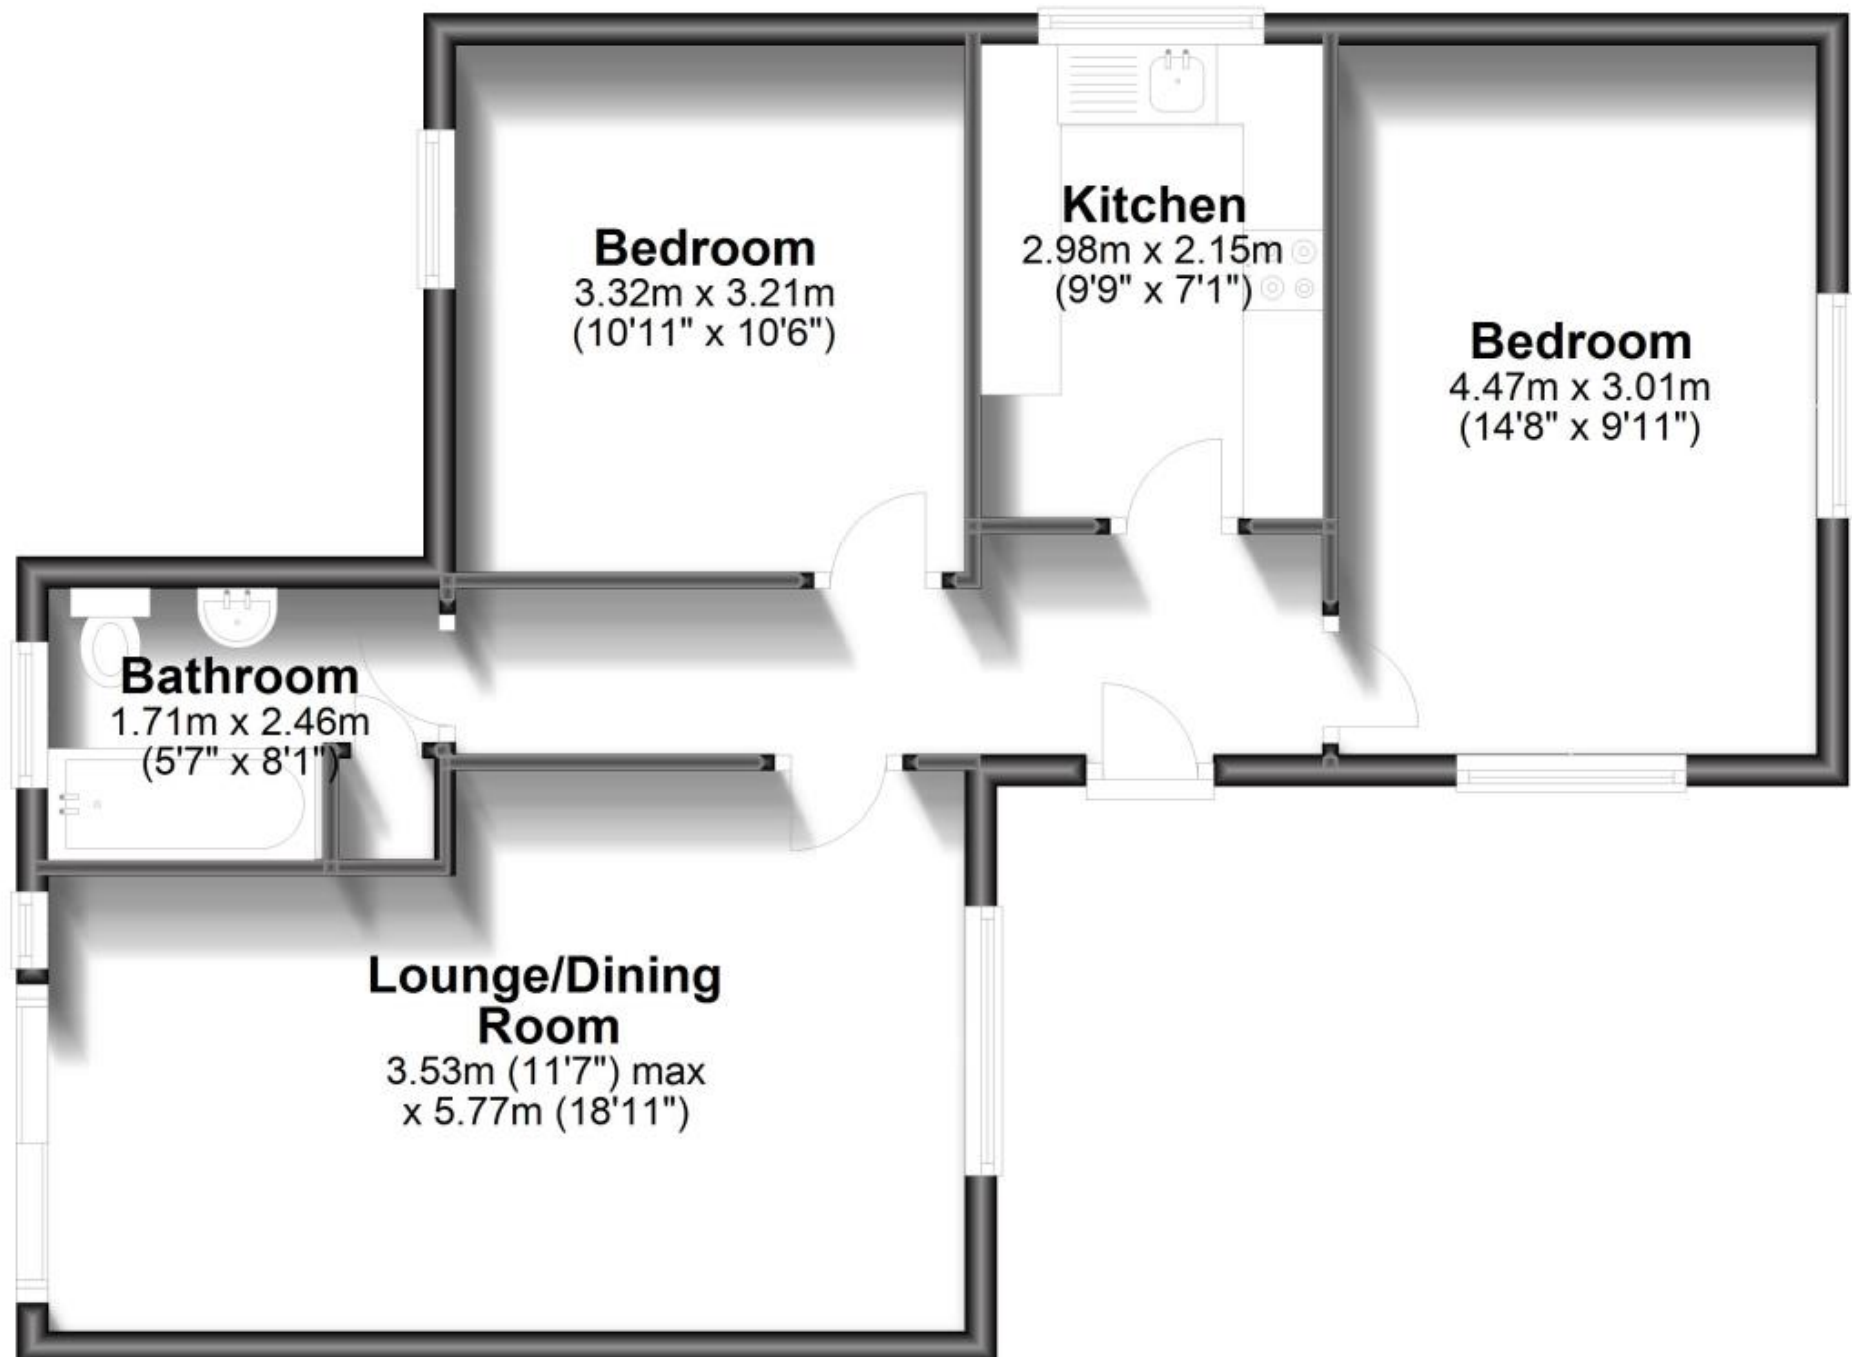 Bedroom
3.32m x 3.21m
(10'11" x 10'6")
Kitchen
2.98m x 2.15m
(9'9" x 7'1")
Bedroom
4.47m x 3.01m
(14'8" x 9'11")
Bathroom
1.71m x 2.46m
(5'7" x 8'1")
Lounge/Dining
Room
3.53m (11'7") max
x 5.77m (18'11")